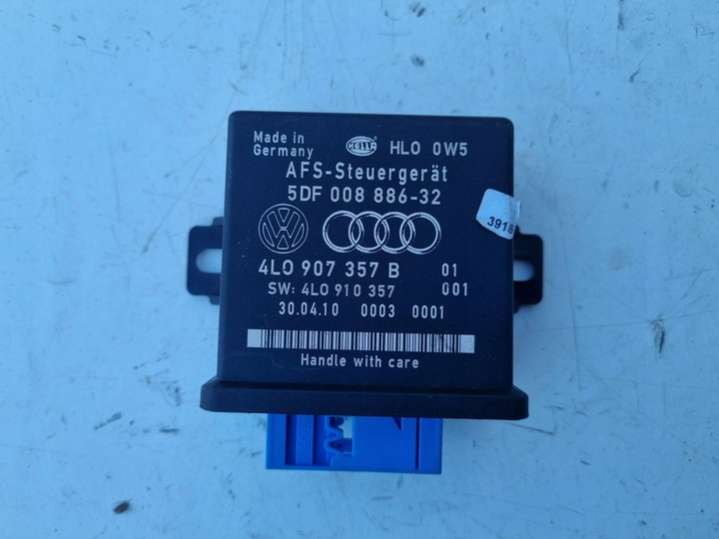 Made in
Germany
HELLA
HLO 0W5
AFS-Steuergerät
5DF 008 886-32
3918
4L0 907 357 B 01
SW: 4L0 910 357 001
30.04.10 0003 0001
Handle with care